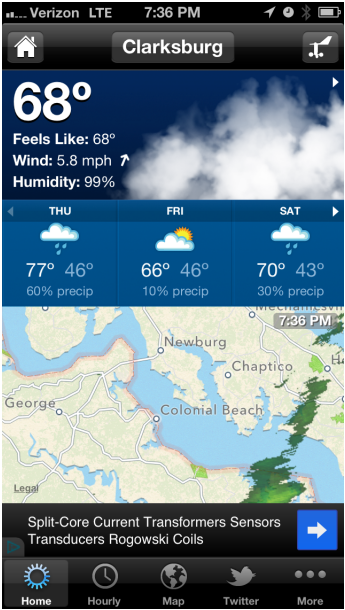 Verizon LTE 7:36 PM
Clarksburg
68º
Feels Like: 68º
Wind: 5.8 mph
Humidity: 99%
THU FRI SAT
77º 46º 66º 46º 70º 43º
60% precip 10% precip 30% precip
7:36 PM
Newburg
Chaptico
George
Colonial Beach
Legal
Split-Core Current Transformers Sensors
Transducers Rogowski Coils
Home Hourly Map Twitter More